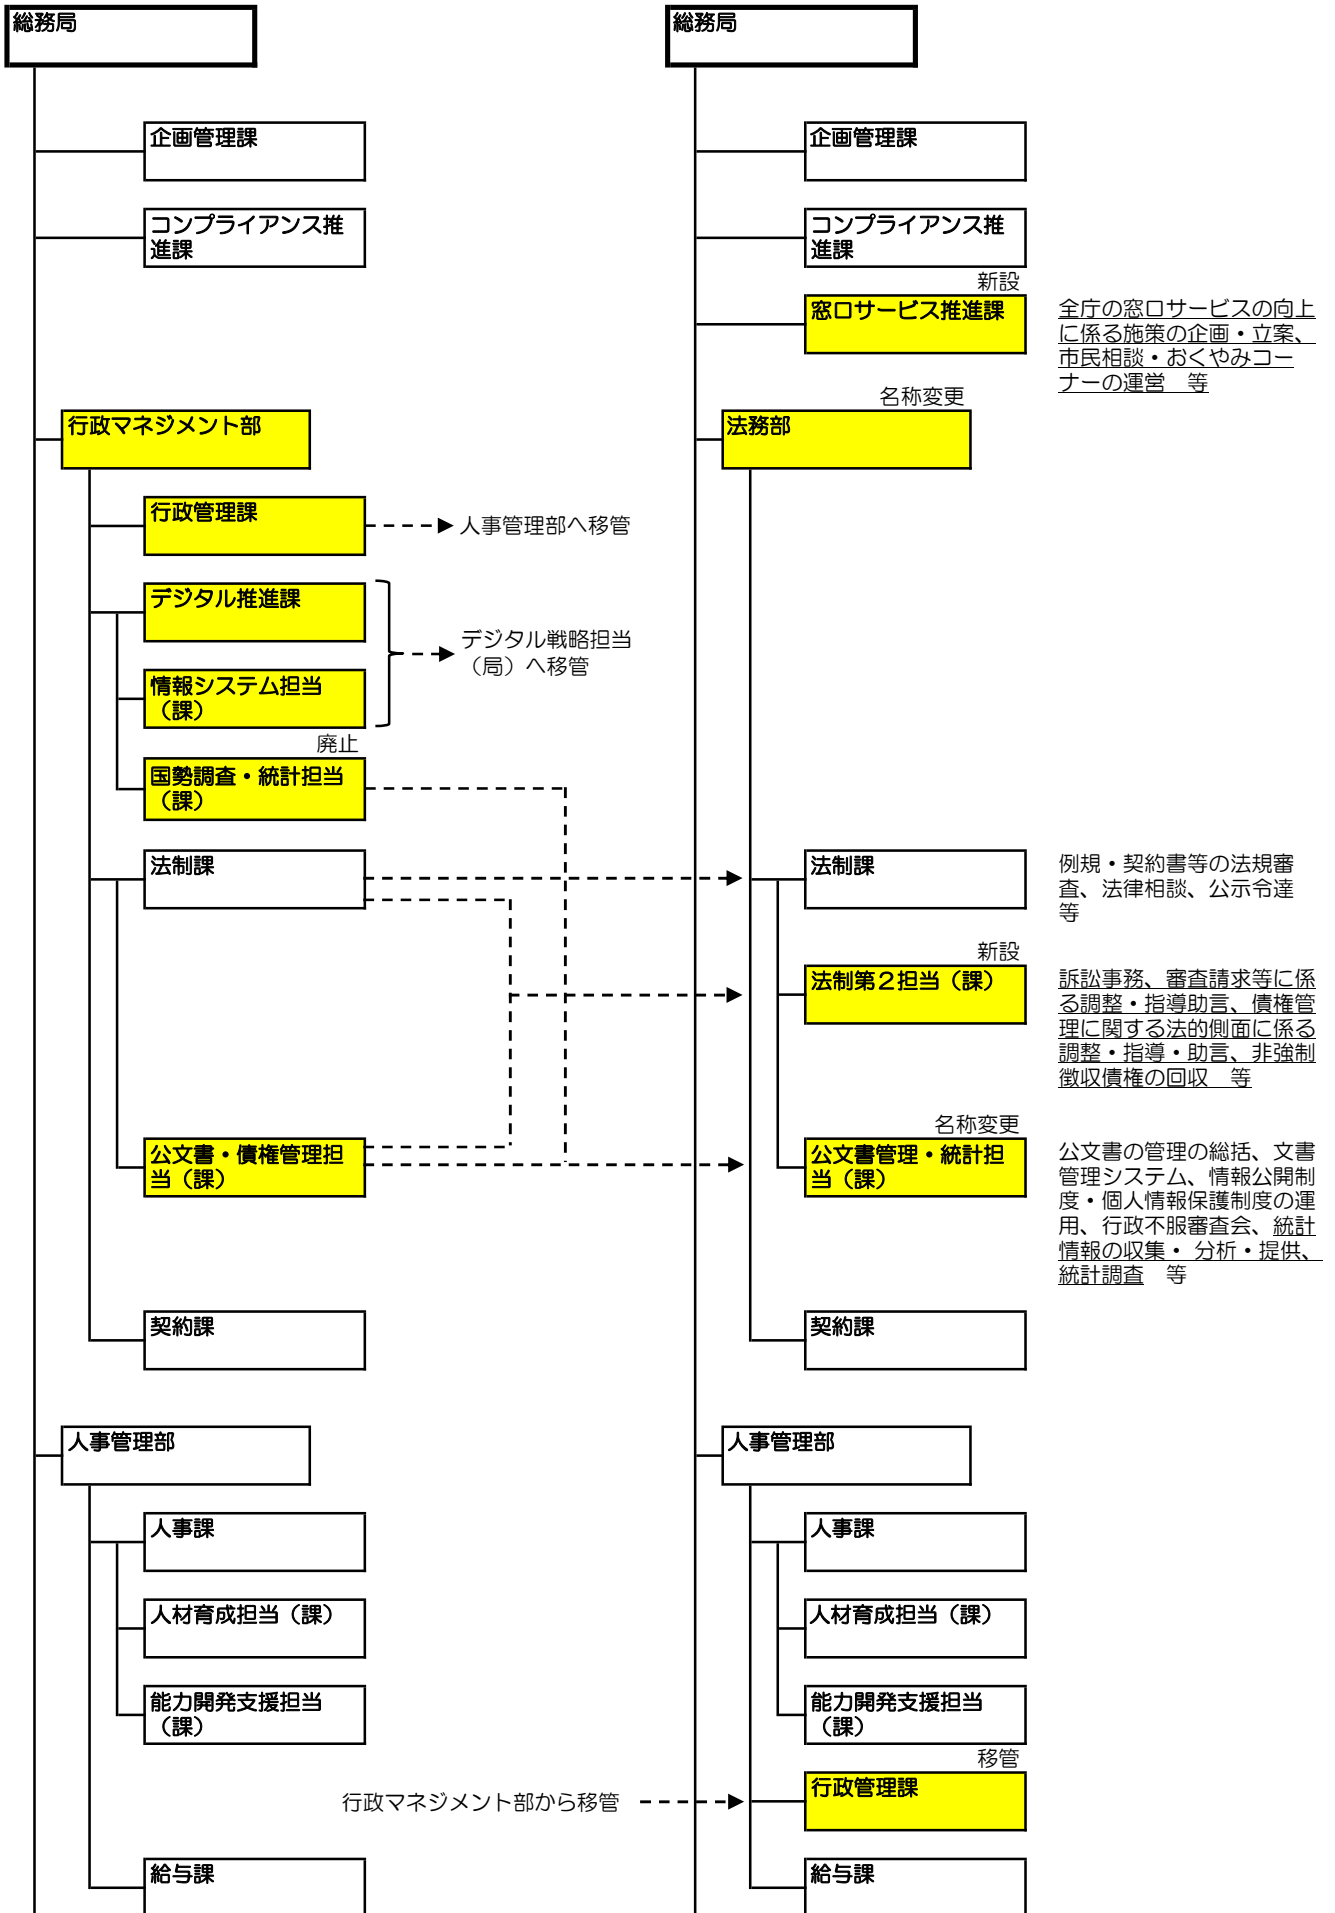 総務局
企画管理課
コンプライアンス推
進課
行政マネジメント部
行政管理課
人事管理部へ移管
デジタル推進課
デジタル戦略担当
（局）へ移管
情報システム担当
（課）
廃止
国勢調査・統計担当
（課）
法制課
公文書・債権管理担
当（課）
契約課
人事管理部
人事課
人材育成担当（課）
能力開発支援担当
（課）
行政マネジメント部から移管
給与課
総務局
企画管理課
コンプライアンス推
進課
新設
窓口サービス推進課
全庁の窓口サービスの向上
に係る施策の企画・立案、
市民相談・おくやみコー
ナーの運営　等
名称変更
法務部
法制課
例規・契約書等の法規審
査、法律相談、公示令達
等
新設
法制第２担当（課）
訴訟事務、審査請求等に係
る調整・指導助言、債権管
理に関する法的側面に係る
調整・指導・助言、非強制
徴収債権の回収　等
名称変更
公文書管理・統計担
当（課）
公文書の管理の総括、文書
管理システム、情報公開制
度・個人情報保護制度の運
用、行政不服審査会、統計
情報の収集・ 分析・提供、
統計調査　等
契約課
人事管理部
人事課
人材育成担当（課）
能力開発支援担当
（課）
移管
行政管理課
給与課